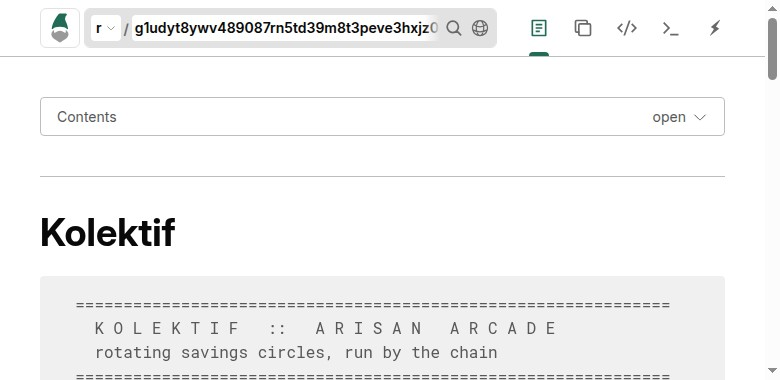 r / g1udyt8ywv489087rn5td39m8t3peve3hxjz0
Contents
open
Kolektif
==============================================================
K O L E K T I F   ::   A R I S A N   A R C A D E
rotating savings circles, run by the chain
==============================================================